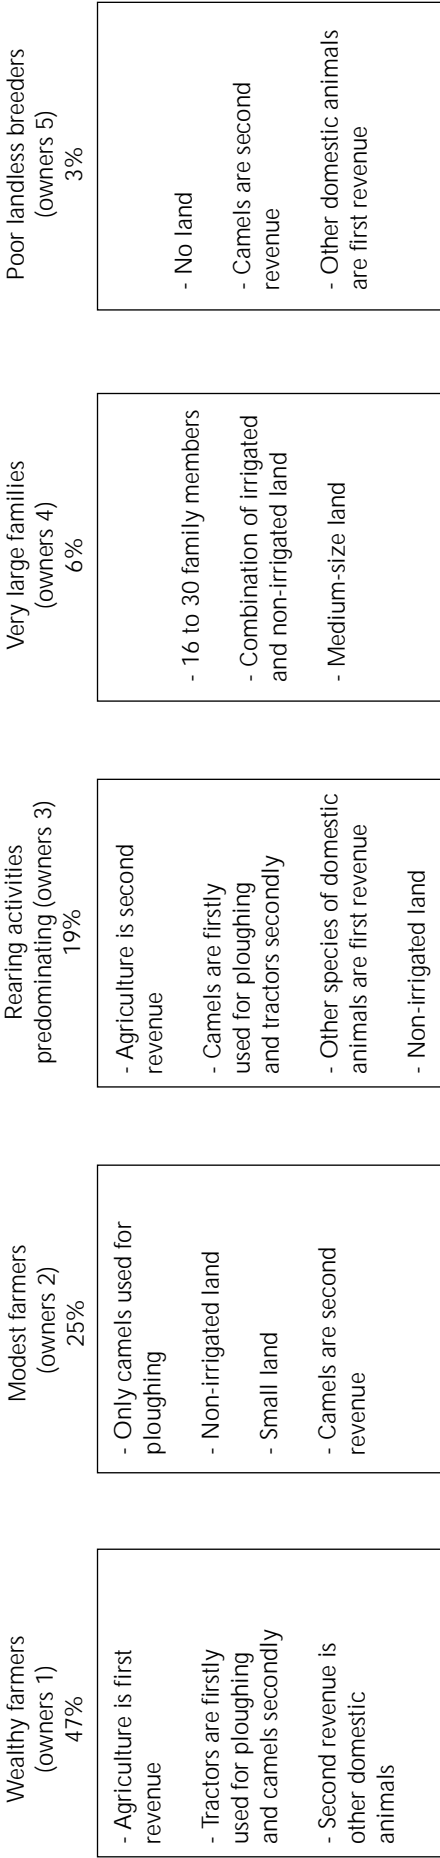 Wealthy farmers
(owners 1)
47%
- Agriculture is first
revenue
- Tractors are firstly
used for ploughing
and camels secondly
- Second revenue is
other domestic
animals
Modest farmers
(owners 2)
25%
- Only camels used for
ploughing
- Non-irrigated land
- Small land
- Camels are second
revenue
Rearing activities
predominating (owners 3)
19%
- Agriculture is second
revenue
- Camels are firstly
used for ploughing
and tractors secondly
- Other species of domestic
animals are first revenue
- Non-irrigated land
Very large families
(owners 4)
6%
- 16 to 30 family members
- Combination of irrigated
and non-irrigated land
- Medium-size land
Poor landless breeders
(owners 5)
3%
- No land
- Camels are second
revenue
- Other domestic animals
are first revenue